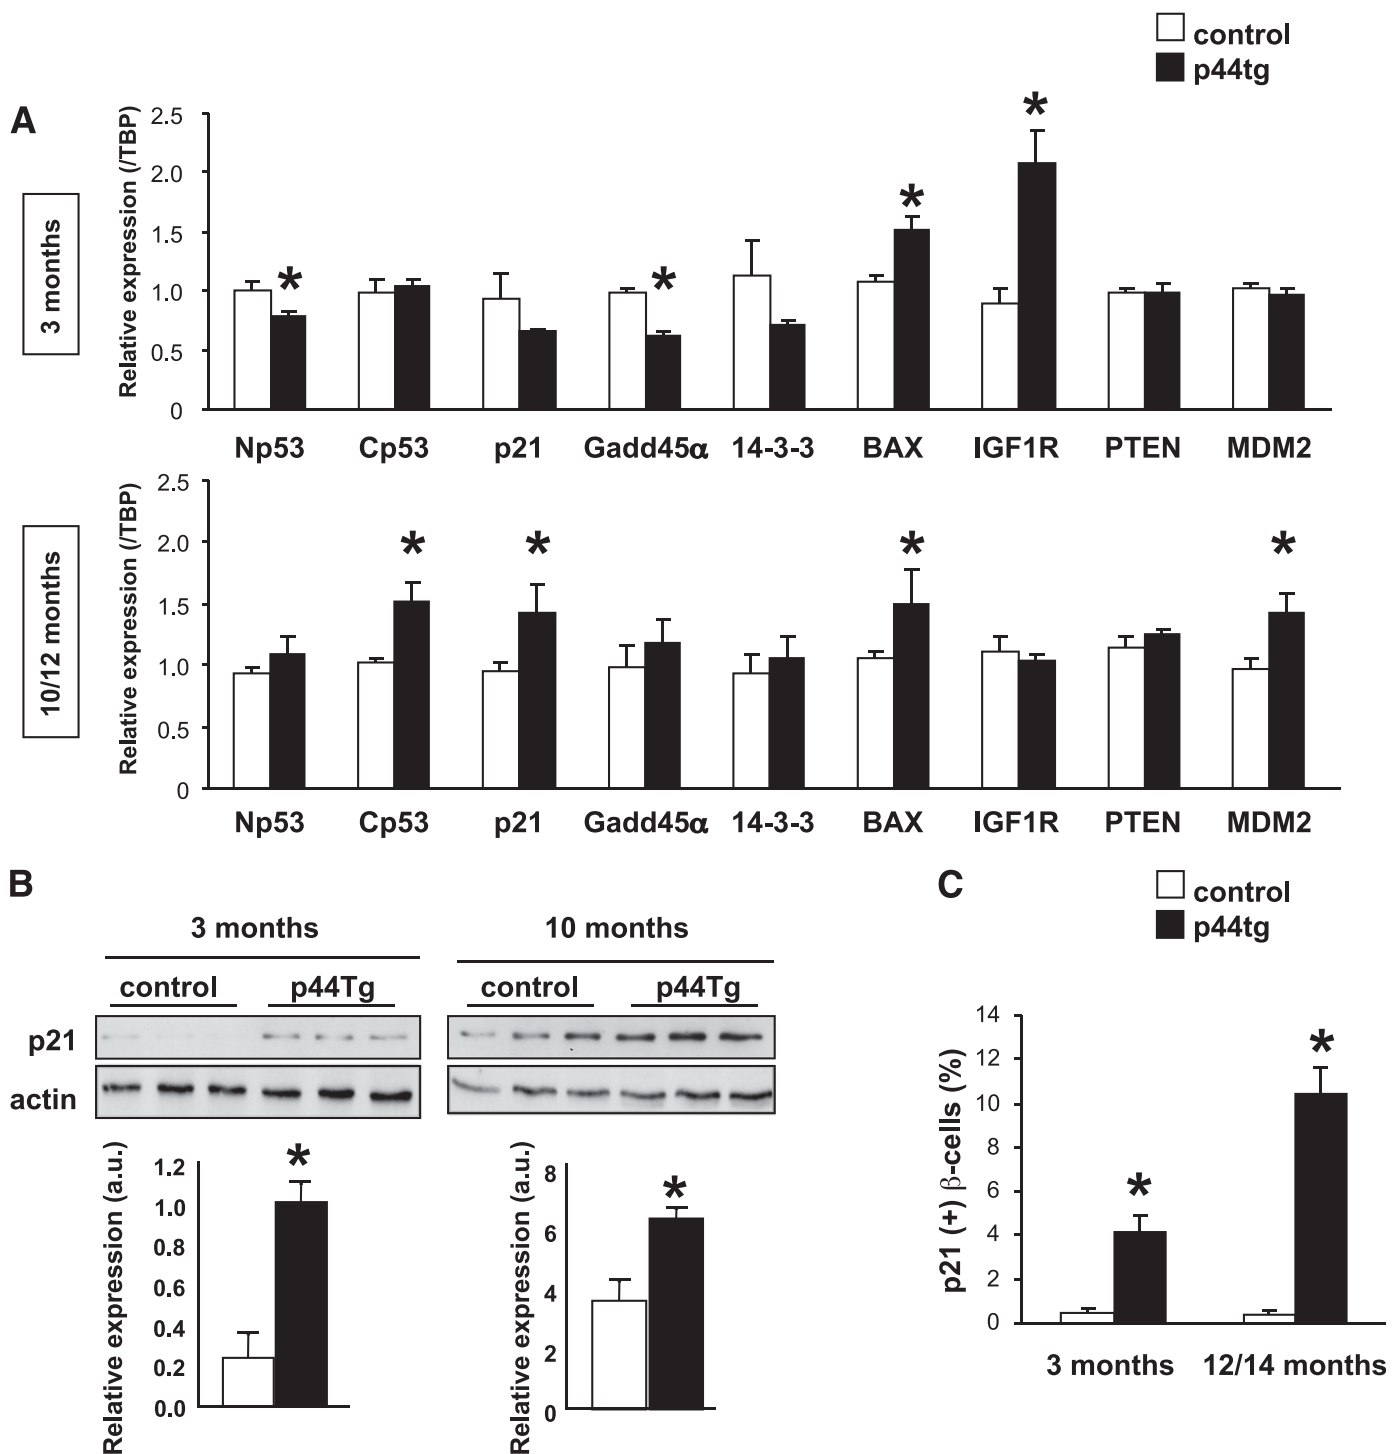 control
p44tg
A
3 months
Relative expression (/TBP)
2.5
2.0
1.5
1.0
0.5
0
* * * *
Np53 Cp53 p21 Gadd45α 14-3-3 BAX IGF1R PTEN MDM2
10/12 months
Relative expression (/TBP)
2.5
2.0
1.5
1.0
0.5
0
* * * *
Np53 Cp53 p21 Gadd45α 14-3-3 BAX IGF1R PTEN MDM2
B
3 months 10 months
control p44Tg control p44Tg
p21
actin
Relative expression (a.u.)
1.2
1.0
0.8
0.6
0.4
0.2
0.0
*
Relative expression (a.u.)
8
6
4
2
0
*
C
control
p44tg
p21 (+) β-cells (%)
14
12
10
8
6
4
2
0
* *
3 months 12/14 months